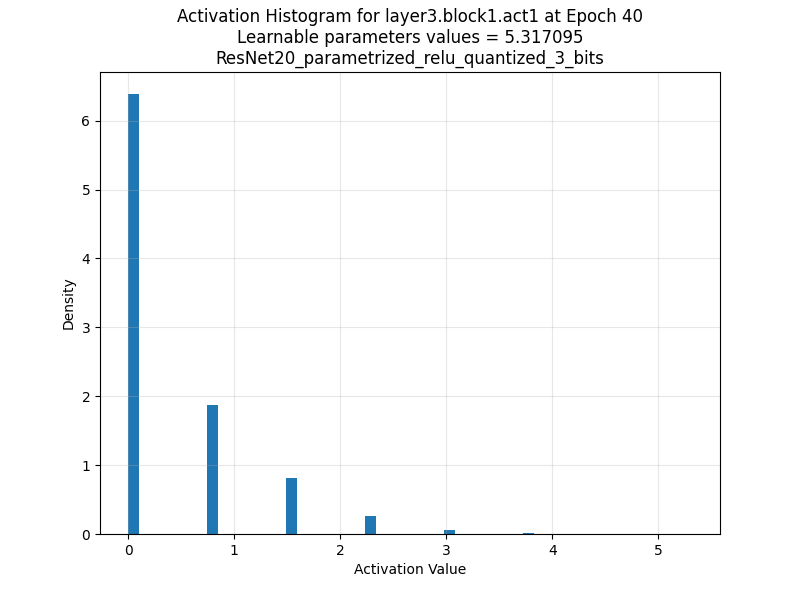 Activation Histogram for layer3.block1.act1 at Epoch 40
Learnable parameters values = 5.317095
ResNet20_parametrized_relu_quantized_3_bits
6
5
4
3
2
1
0
Density
0 1 2 3 4 5
Activation Value